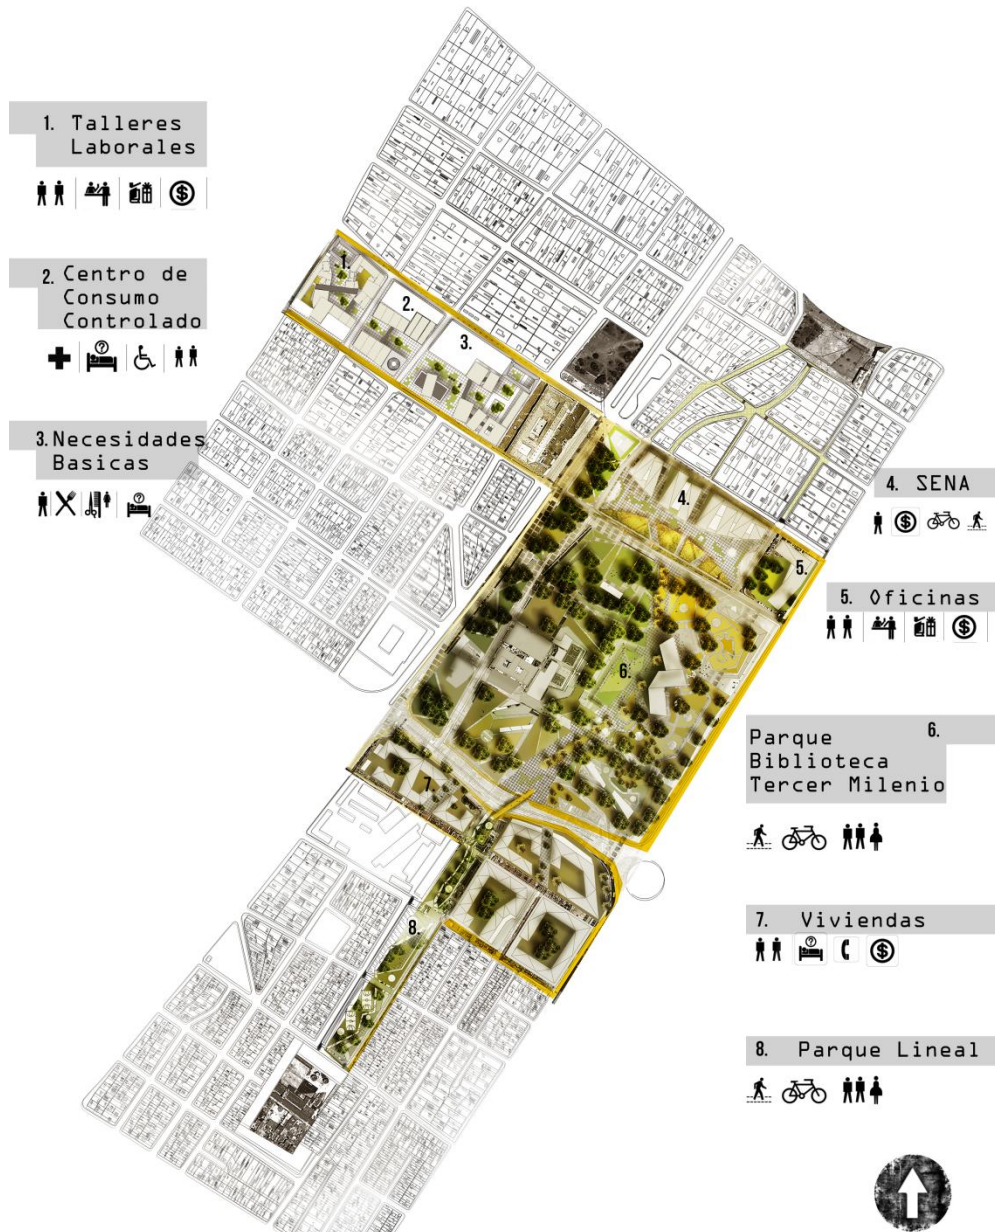 1. Talleres
Laborales
2. Centro de
Consumo
Controlado
3. Necesidades
Basicas
4. SENA
5. Oficinas
6.
Parque
Biblioteca
Tercer Milenio
7. Viviendas
8. Parque Lineal
1.
2.
3.
4.
5.
6.
7.
8.